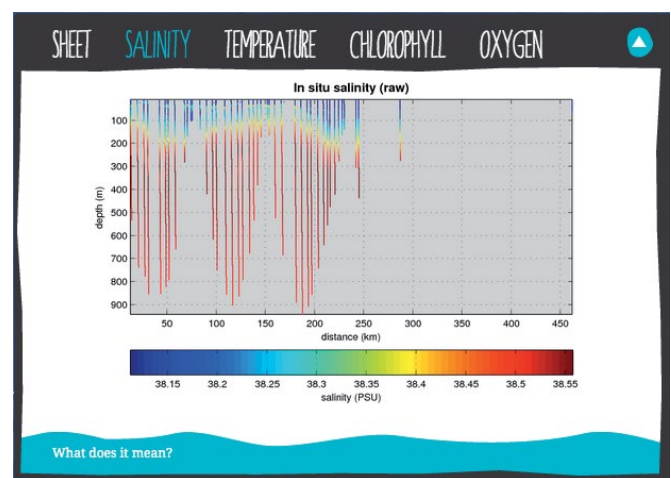 SHEET SALINITY TEMPERATURE CHLOROPHYLL OXYGEN
In situ salinity (raw)
100
200
300
400
500
600
700
800
900
depth (m)
50 100 150 200 250 300 350 400 450
distance (km)
38.15 38.2 38.25 38.3 38.35 38.4 38.45 38.5 38.55
salinity (PSU)
What does it mean?